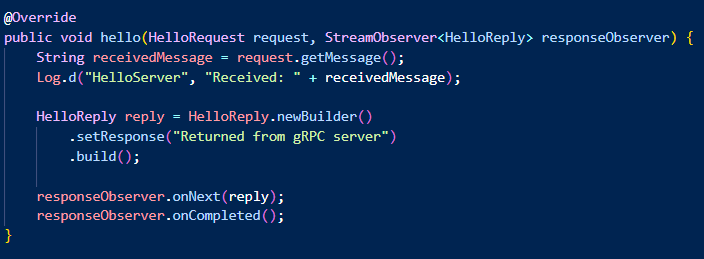 @Override
public void hello(HelloRequest request, StreamObserver<HelloReply> responseObserver) {
    String receivedMessage = request.getMessage();
    Log.d("HelloServer", "Received: " + receivedMessage);

    HelloReply reply = HelloReply.newBuilder()
        .setResponse("Returned from gRPC server")
        .build();

    responseObserver.onNext(reply);
    responseObserver.onCompleted();
}